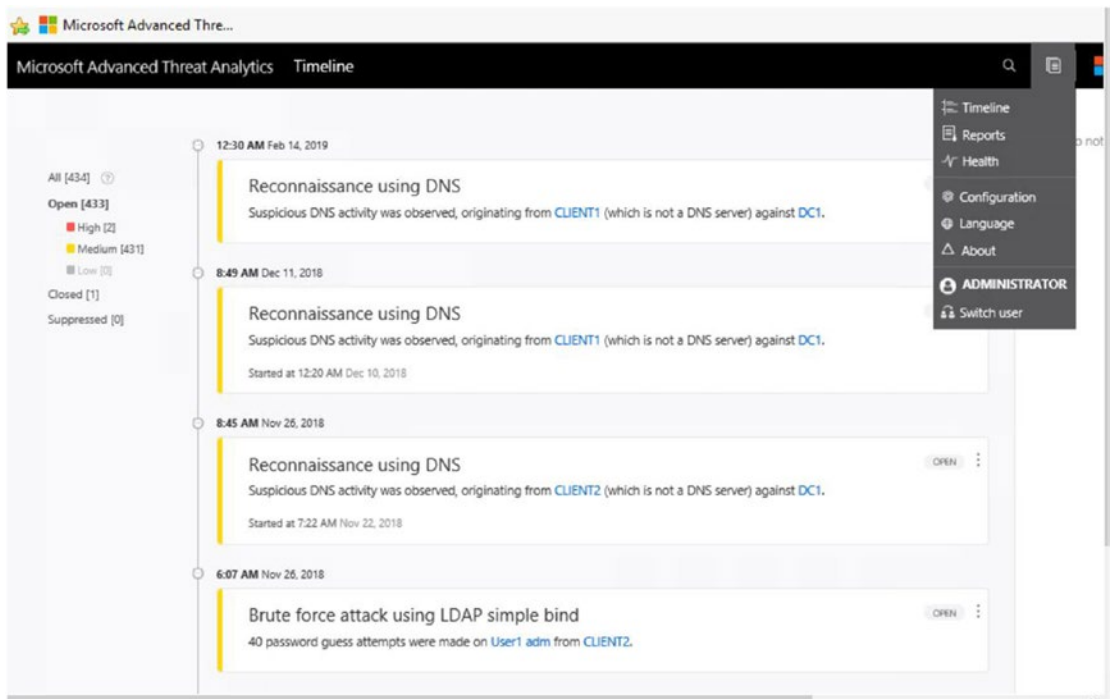 Microsoft Advanced Thre...
Microsoft Advanced Threat Analytics Timeline
Timeline
Reports
Health
Configuration
Language
About
ADMINISTRATOR
Switch user
not
All [434] ?
Open [433]
High [2]
Medium [431]
Low [0]
Closed [1]
Suppressed [0]
12:30 AM Feb 14, 2019
Reconnaissance using DNS
Suspicious DNS activity was observed, originating from CLIENT1 (which is not a DNS server) against DC1.
8:49 AM Dec 11, 2018
Reconnaissance using DNS
Suspicious DNS activity was observed, originating from CLIENT1 (which is not a DNS server) against DC1.
Started at 12:20 AM Dec 10, 2018
8:45 AM Nov 26, 2018
Reconnaissance using DNS
OPEN
Suspicious DNS activity was observed, originating from CLIENT2 (which is not a DNS server) against DC1.
Started at 7:22 AM Nov 22, 2018
6:07 AM Nov 26, 2018
Brute force attack using LDAP simple bind
OPEN
40 password guess attempts were made on User1 adm from CLIENT2.